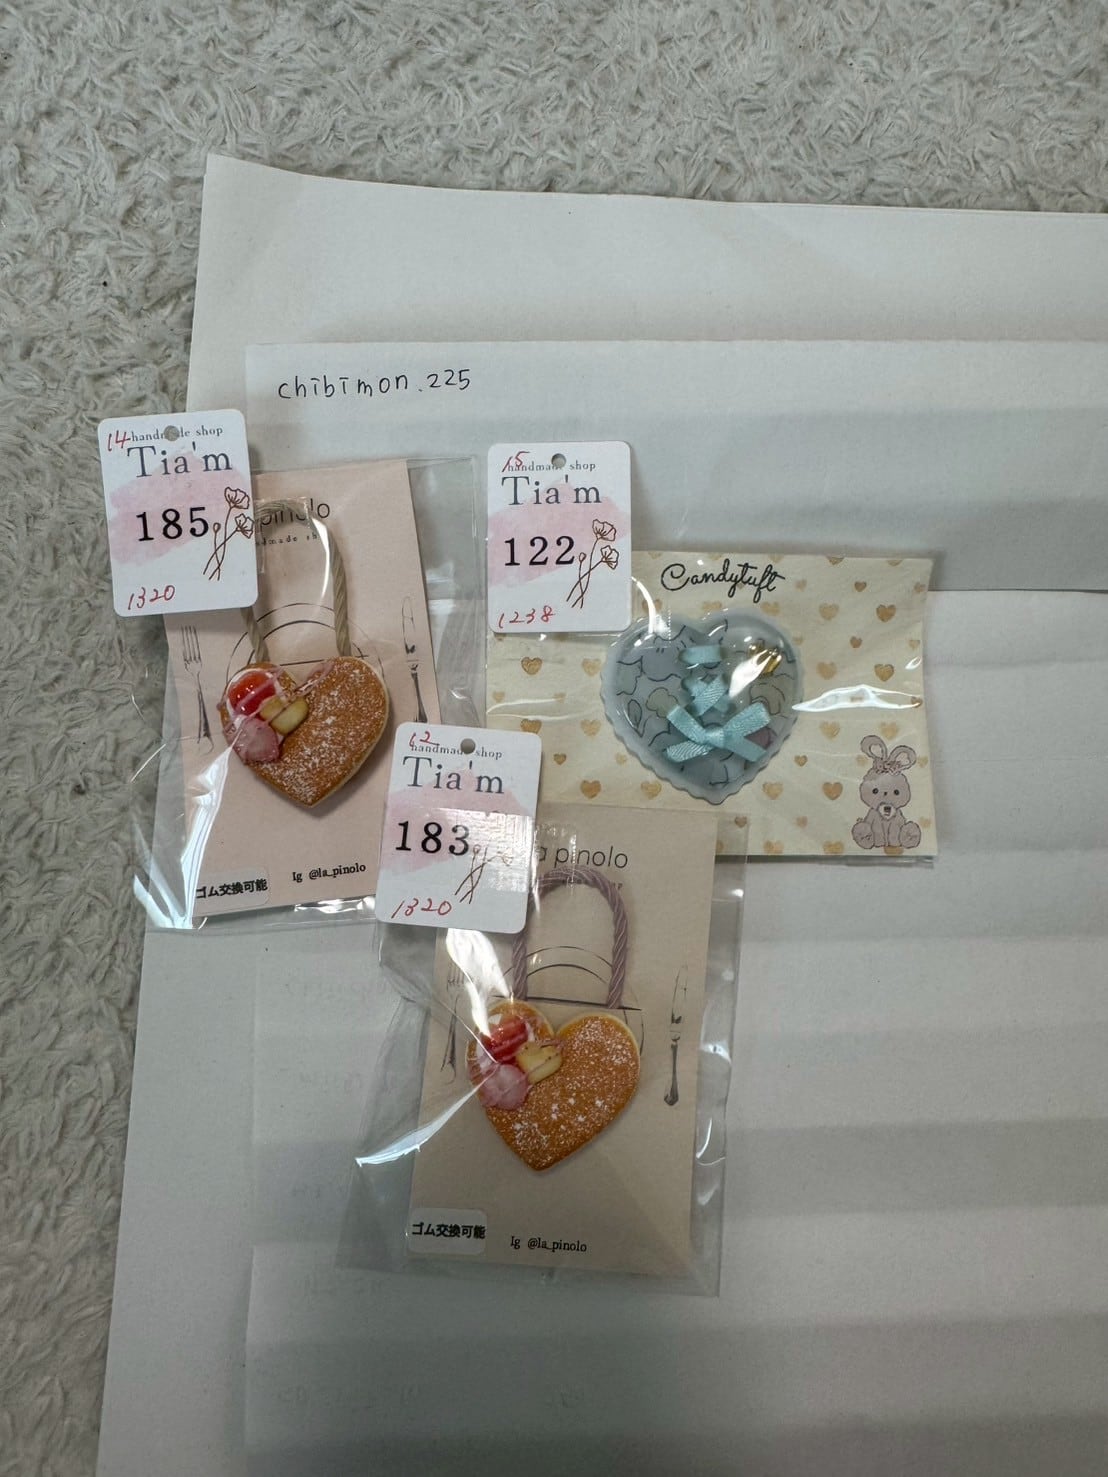 chibimon.225
14
handmade shop
Tia'm
185
1320
pinolo
ゴム交換可能
Ig @la_pinolo
15
handmade shop
Tia'm
122
1238
Candytuft
12
handmade shop
Tia'm
183
1320
la pinolo
ゴム交換可能
Ig @la_pinolo